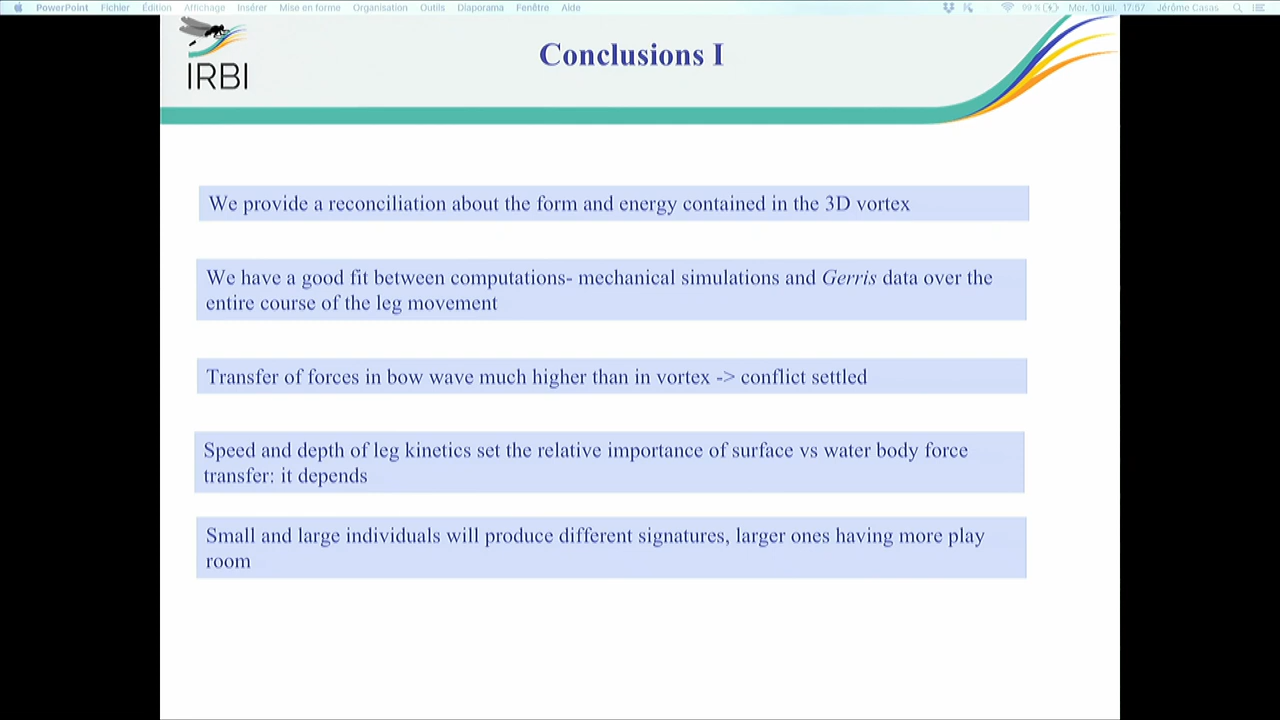 PowerPoint Fichier Édition Affichage Insérer Mise en forme Organisation Outils Diaporama Fenêtre Aide 99 % Mer. 10 juil. 17:57 Jérôme Casas
IRBI
Conclusions I
We provide a reconciliation about the form and energy contained in the 3D vortex
We have a good fit between computations- mechanical simulations and Gerris data over the
entire course of the leg movement
Transfer of forces in bow wave much higher than in vortex -> conflict settled
Speed and depth of leg kinetics set the relative importance of surface vs water body force
transfer: it depends
Small and large individuals will produce different signatures, larger ones having more play
room